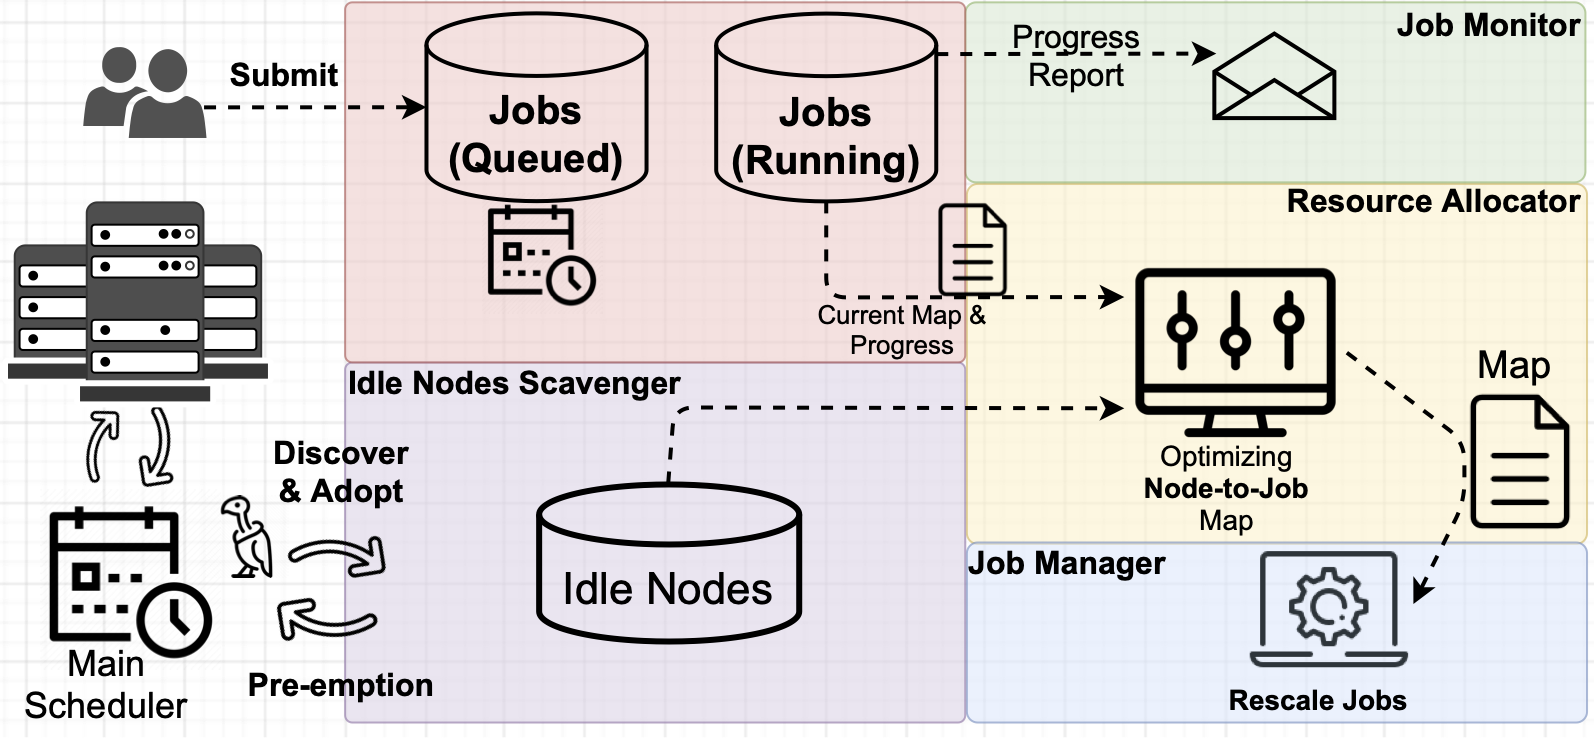 Submit
Jobs
(Queued)
Jobs
(Running)
Progress
Report
Job Monitor
Resource Allocator
Current Map &
Progress
Idle Nodes Scavenger
Map
Discover
& Adopt
Optimizing
Node-to-Job
Map
Idle Nodes
Job Manager
Main
Scheduler
Pre-emption
Rescale Jobs